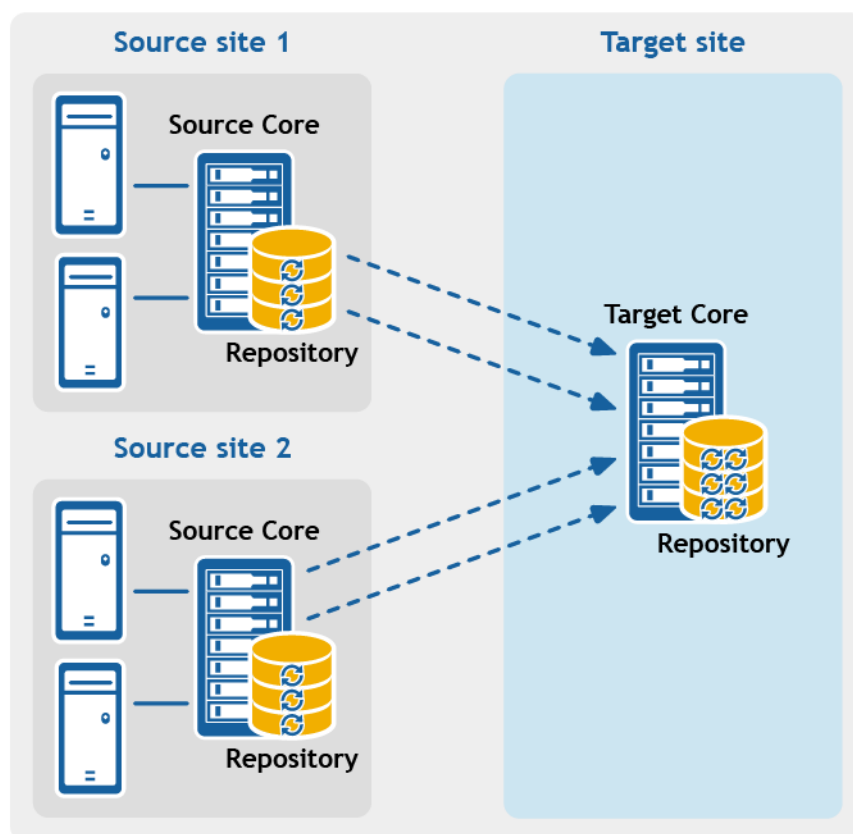 Source site 1
Target site
Source Core
Repository
Target Core
Repository
Source site 2
Source Core
Repository